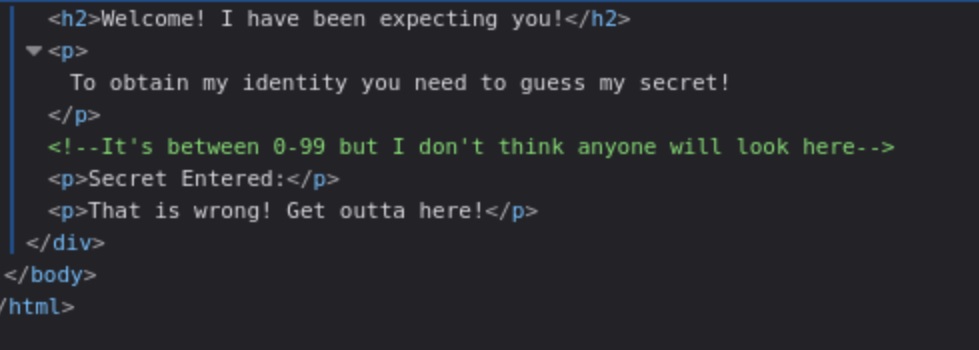 <h2>Welcome! I have been expecting you!</h2>
<p>
To obtain my identity you need to guess my secret!
</p>
<!--It's between 0-99 but I don't think anyone will look here-->
<p>Secret Entered:</p>
<p>That is wrong! Get outta here!</p>
</div>
</body>
/html>